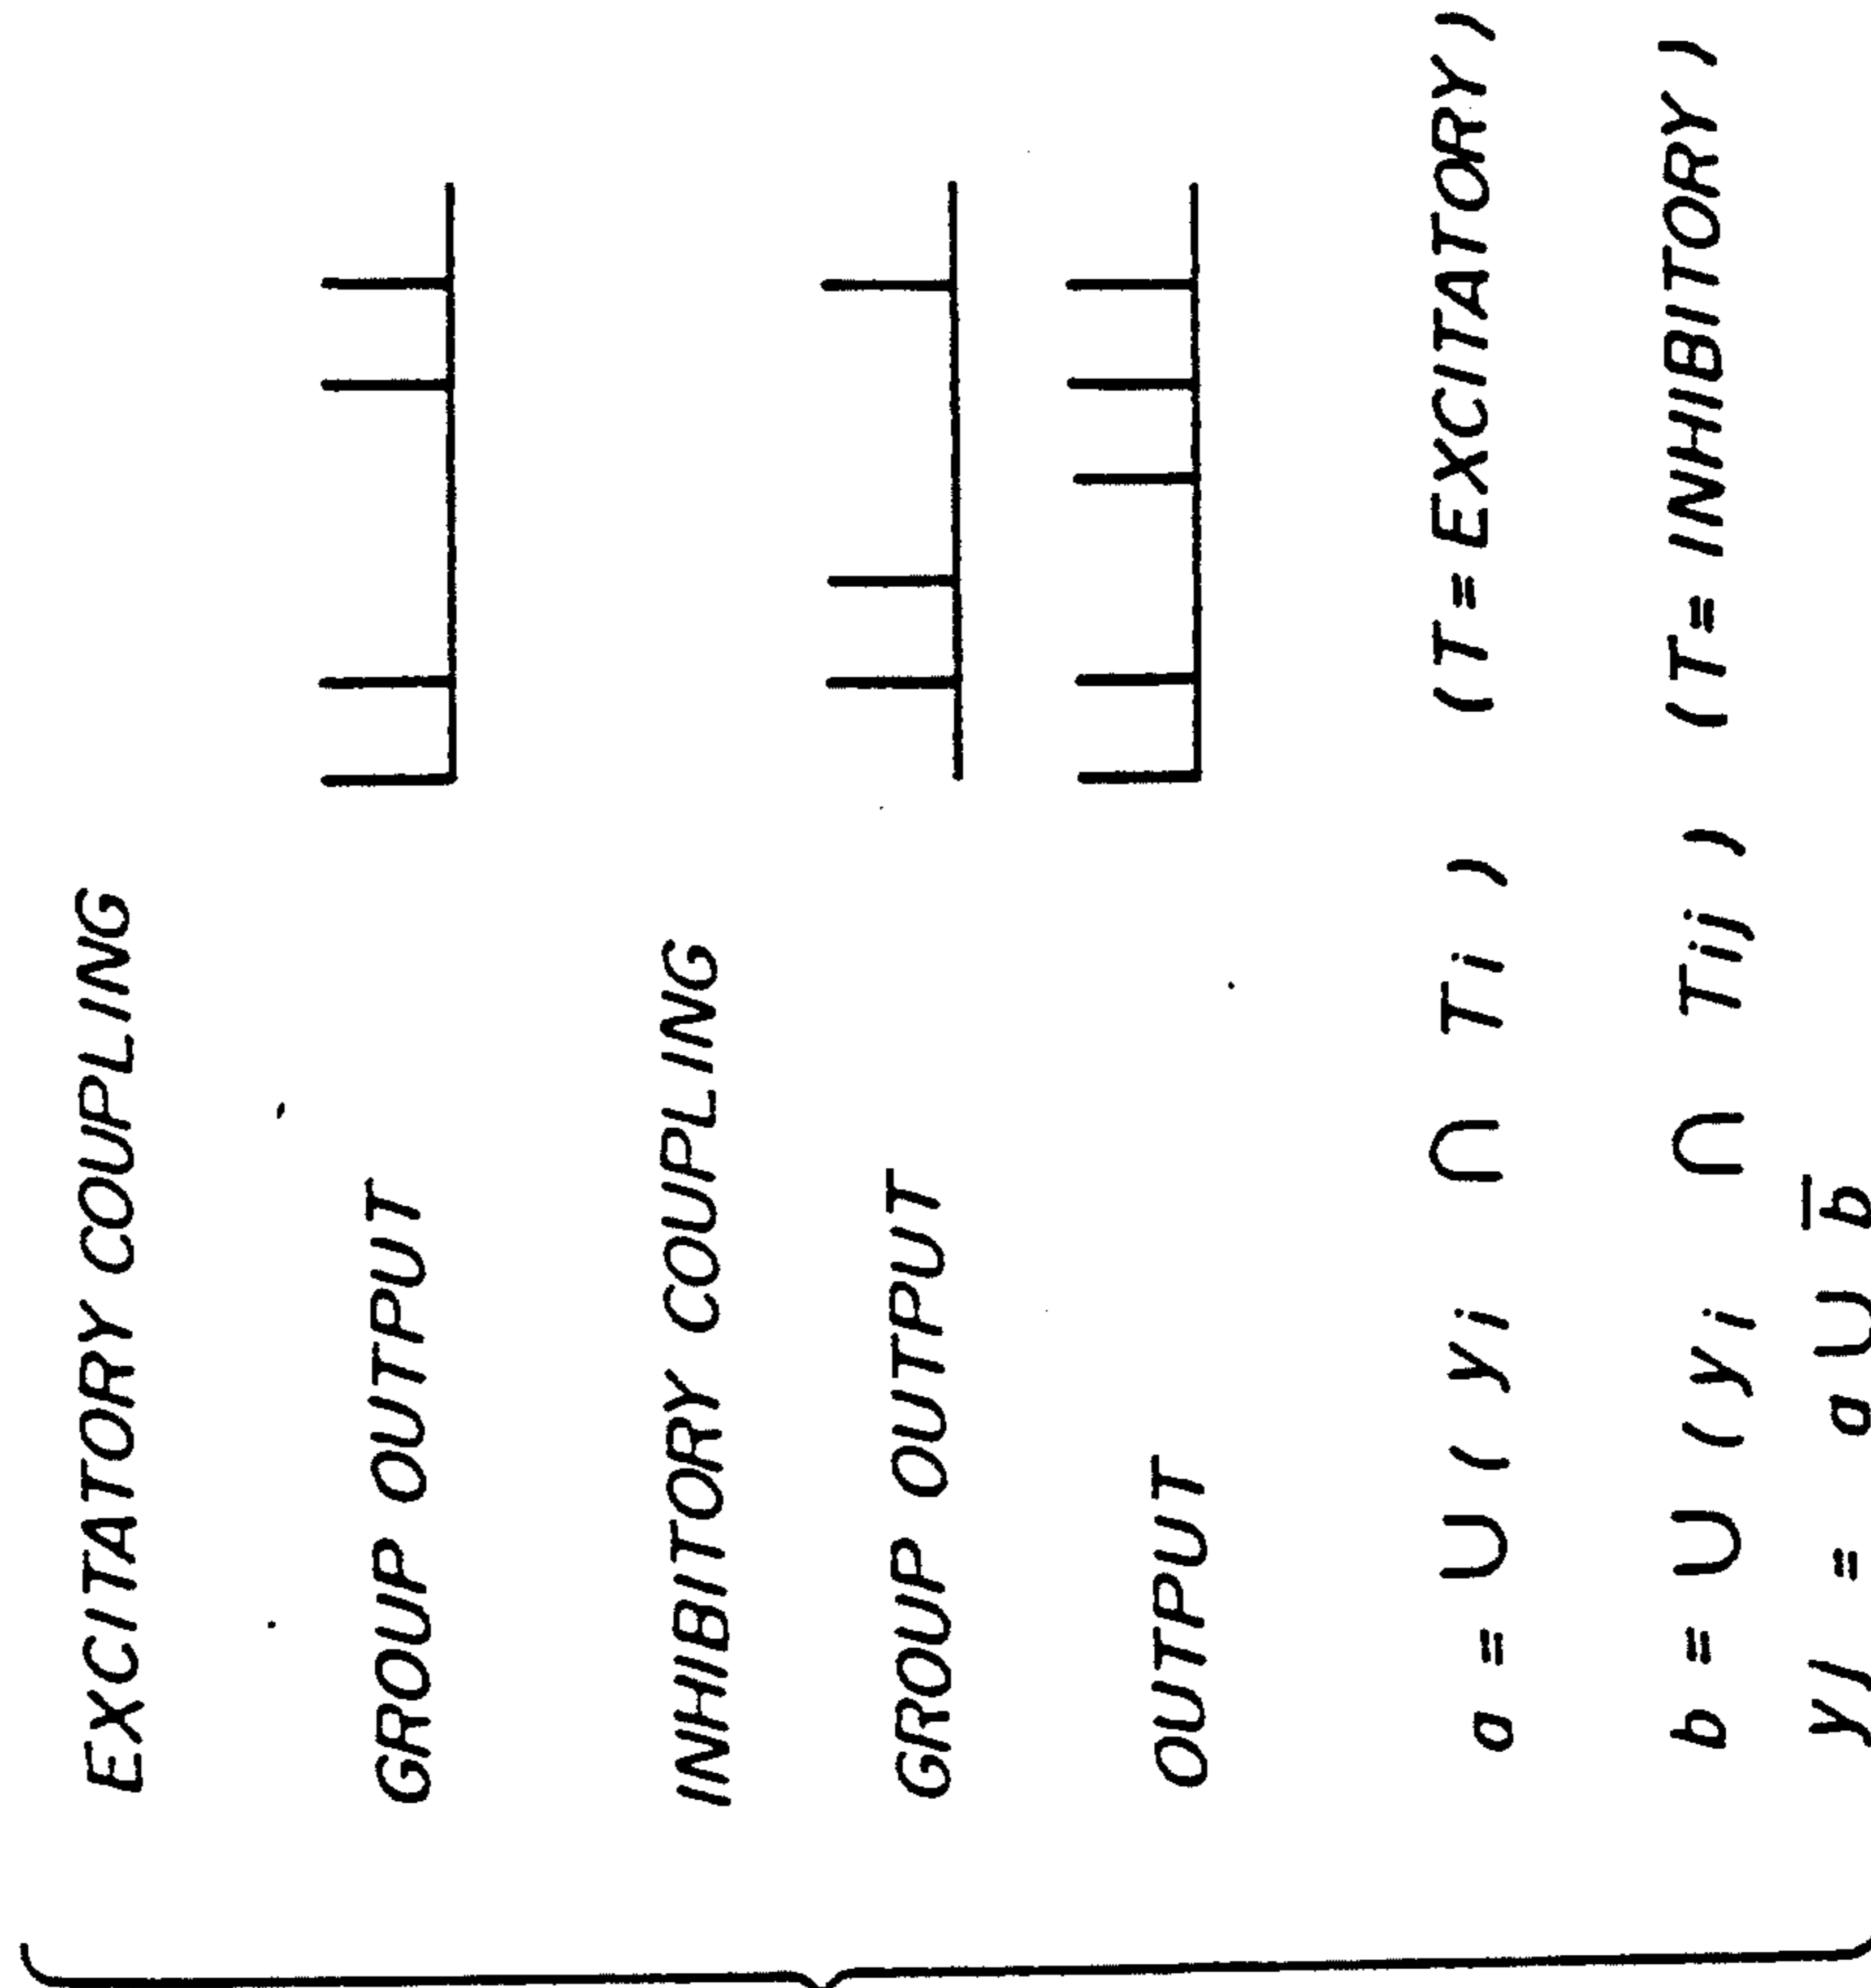 EXCITATORY COUPLING
GROUP OUTPUT
INHIBITORY COUPLING
GROUP OUTPUT
OUTPUT
a = ∪ ( yi ∩ Ti ) (T= EXCITATORY)
b = ∪ ( yi ∩ Tij ) (T= INHIBITORY)
yj = a ∪ b̅